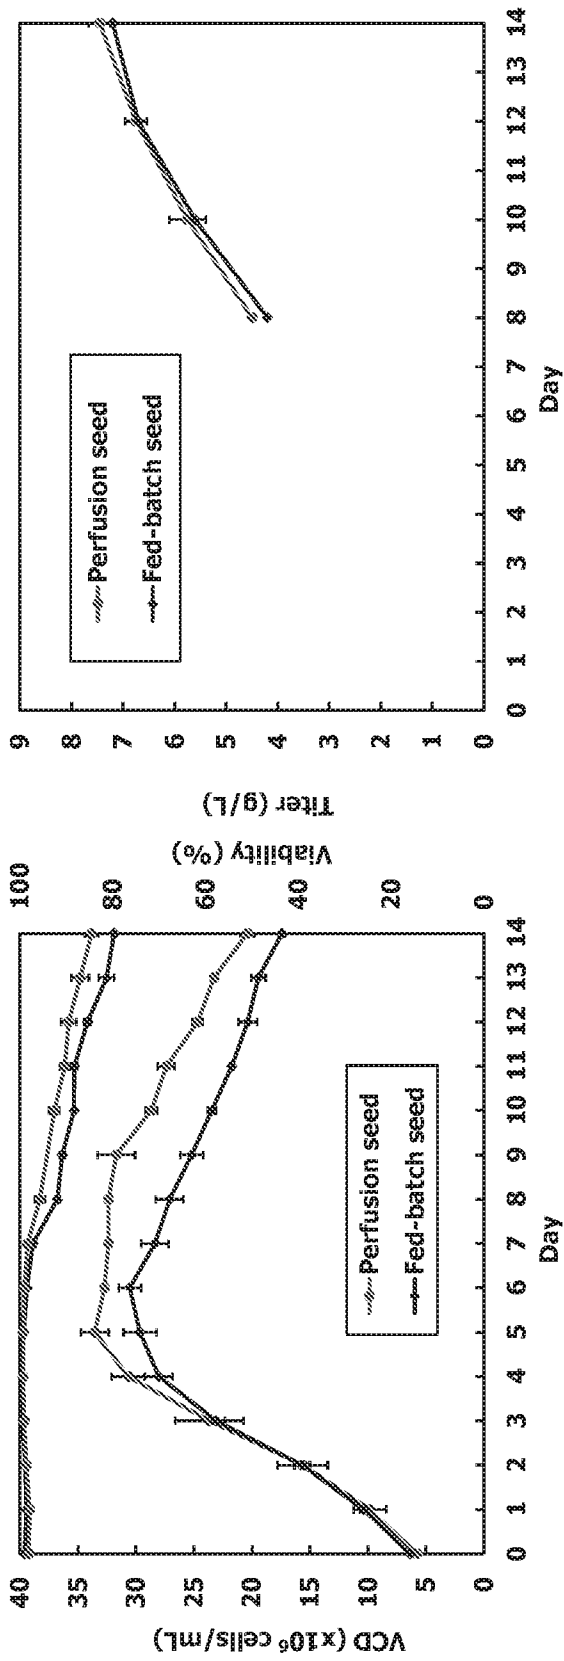 VCD (x10⁶ cells/mL)
40
35
30
25
20
15
10
5
0
0 1 2 3 4 5 6 7 8 9 10 11 12 13 14
Day
100
80
60
40
20
0
Viability (%)
Perfusion seed
Fed-batch seed
Titer (g/L)
9
8
7
6
5
4
3
2
1
0
0 1 2 3 4 5 6 7 8 9 10 11 12 13 14
Day
Perfusion seed
Fed-batch seed